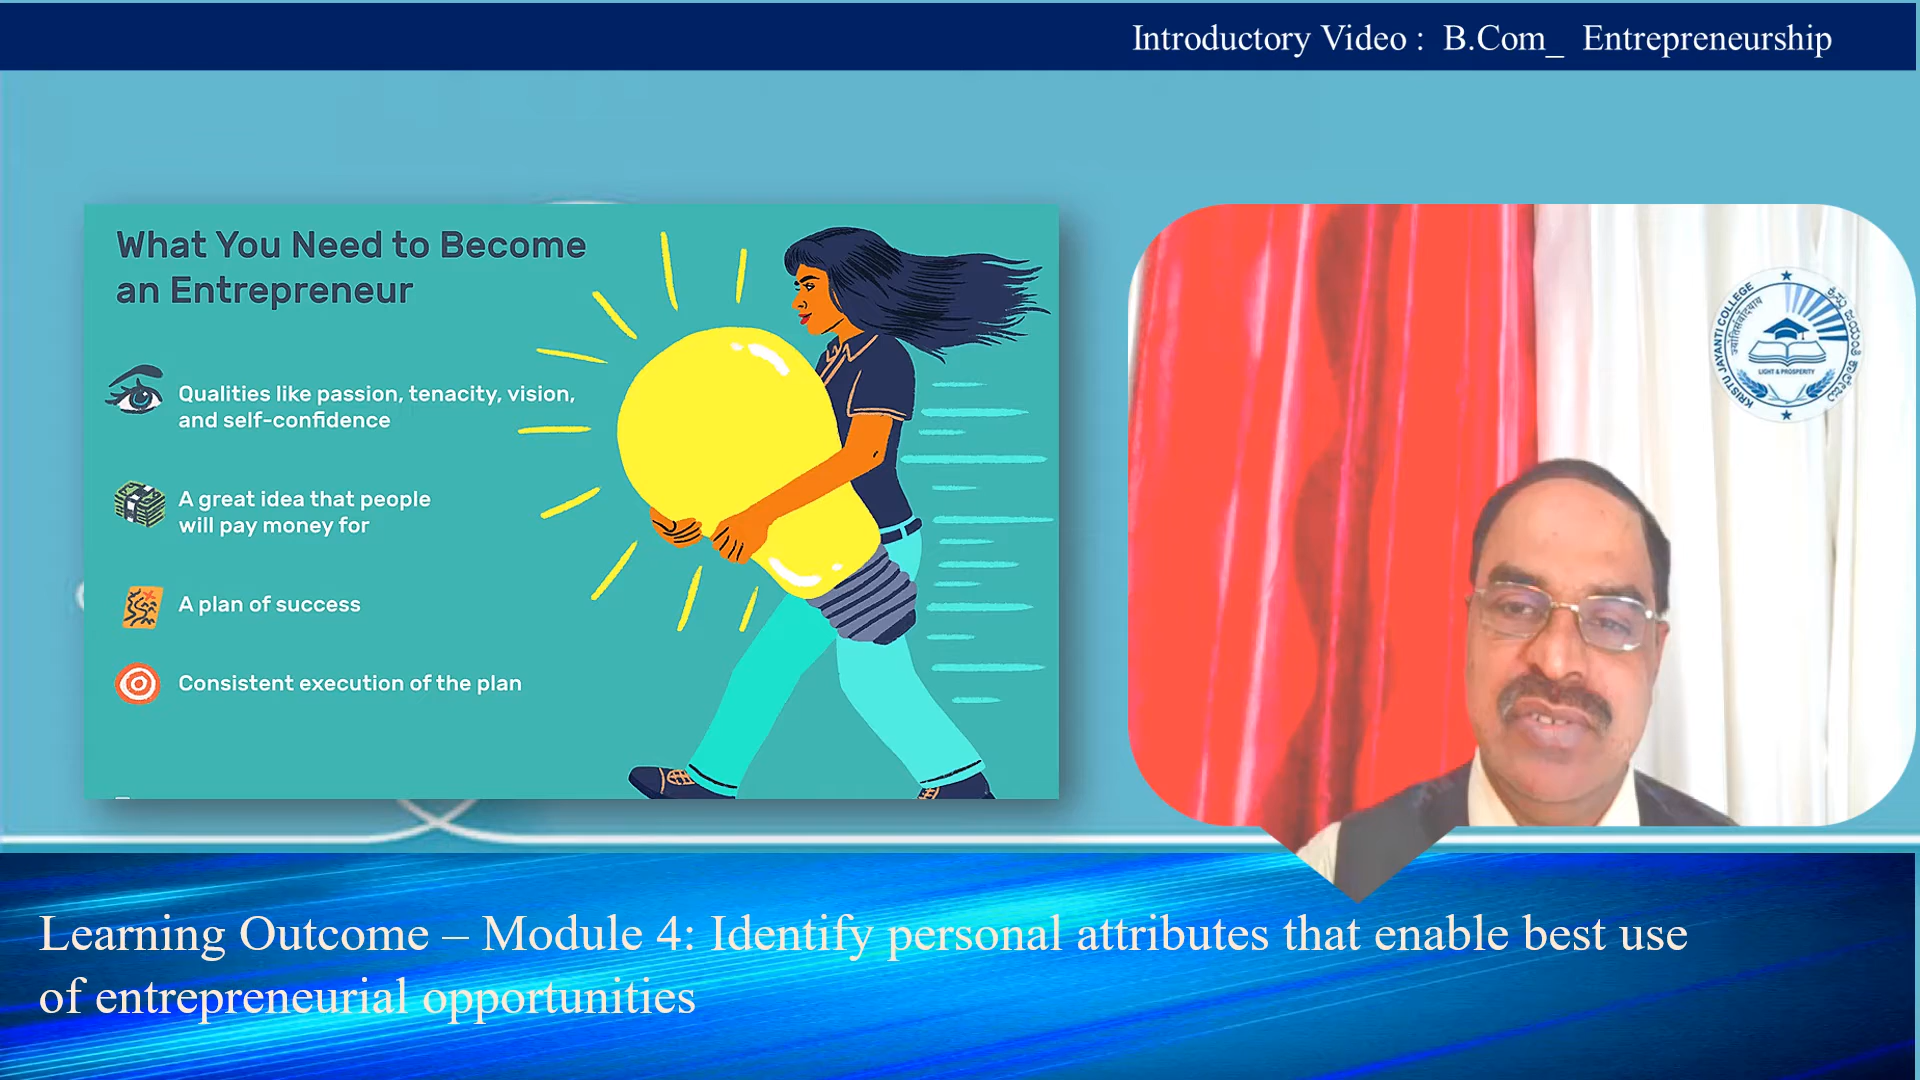 Introductory Video : B.Com_ Entrepreneurship
What You Need to Become
an Entrepreneur
Qualities like passion, tenacity, vision,
and self-confidence
A great idea that people
will pay money for
A plan of success
Consistent execution of the plan
KRISTU JAYANTI COLLEGE
LIGHT & PROSPERITY
Learning Outcome – Module 4: Identify personal attributes that enable best use
of entrepreneurial opportunities